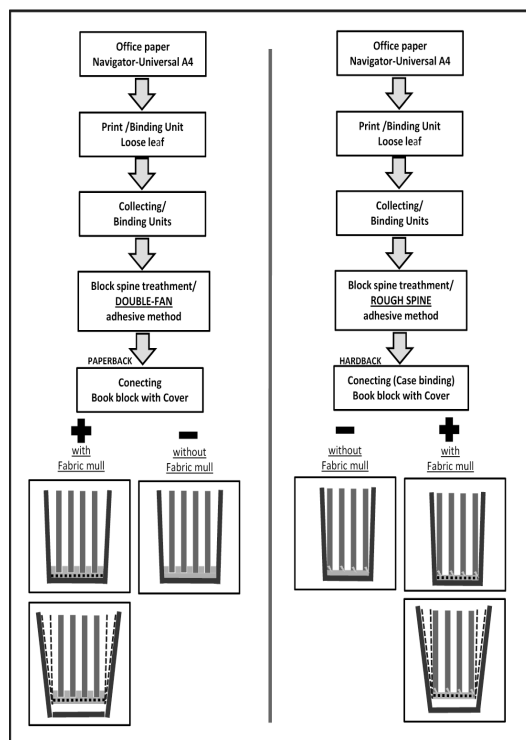 Office paper
Navigator-Universal A4
Print /Binding Unit
Loose leaf
Collecting/
Binding Units
Block spine treatment/
DOUBLE-FAN
adhesive method
PAPERBACK
Conecting
Book block with Cover
with
Fabric mull
without
Fabric mull
Office paper
Navigator-Universal A4
Print /Binding Unit
Loose leaf
Collecting/
Binding Units
Block spine treatment/
ROUGH SPINE
adhesive method
HARDBACK
Conecting (Case binding)
Book block with Cover
without
Fabric mull
with
Fabric mull